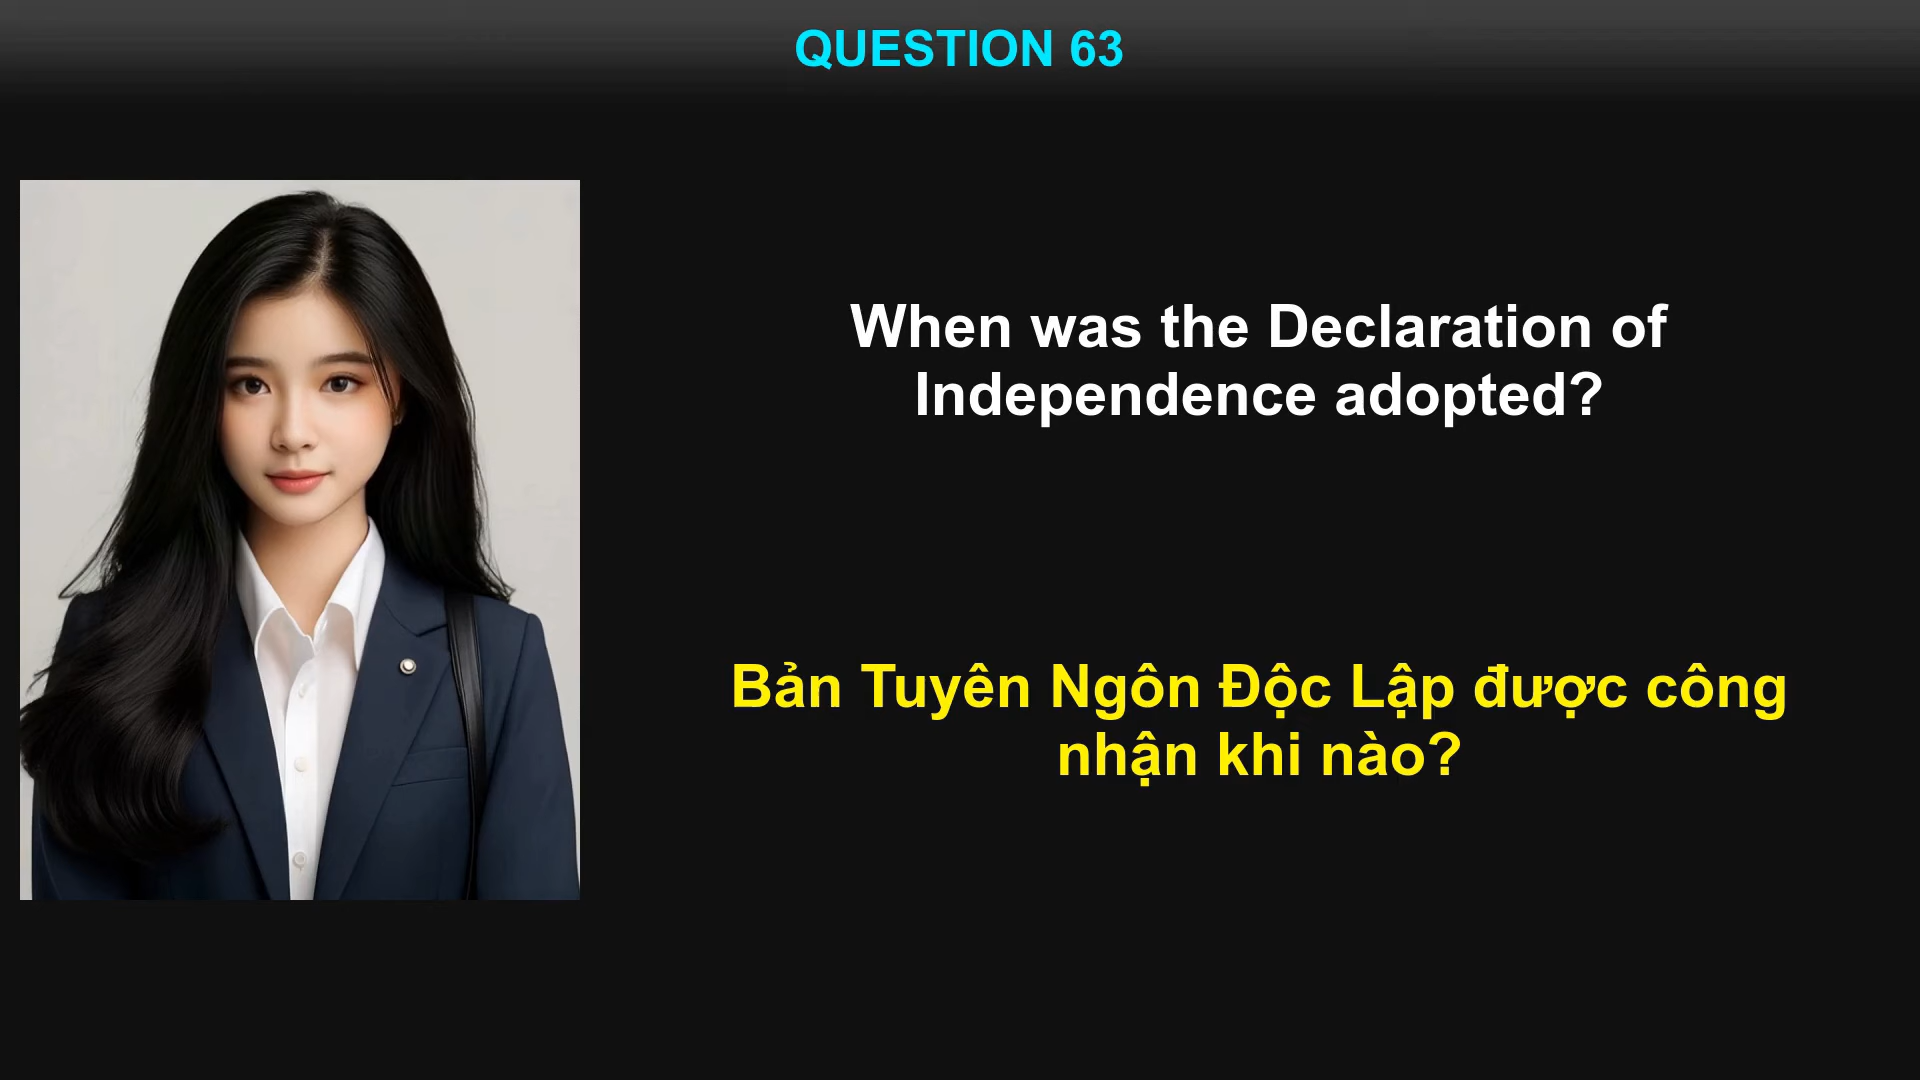 QUESTION 63
When was the Declaration of
Independence adopted?
Bản Tuyên Ngôn Độc Lập được công
nhận khi nào?